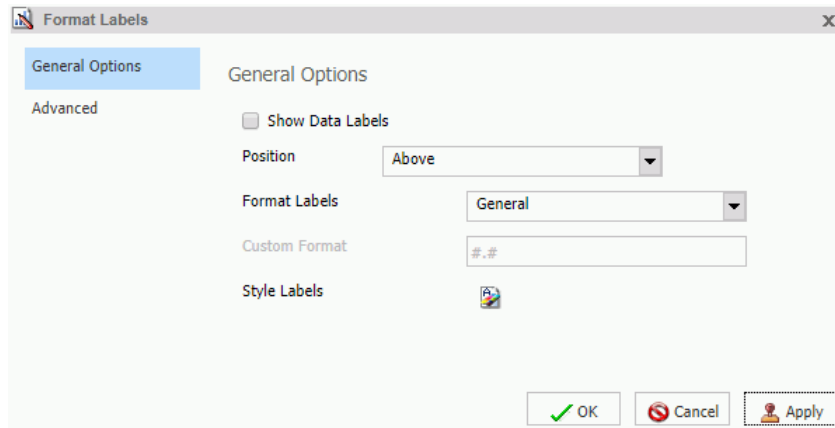 Format Labels
X
General Options
Advanced
General Options
Show Data Labels
Position Above
Format Labels General
Custom Format #.#
Style Labels
OK Cancel Apply